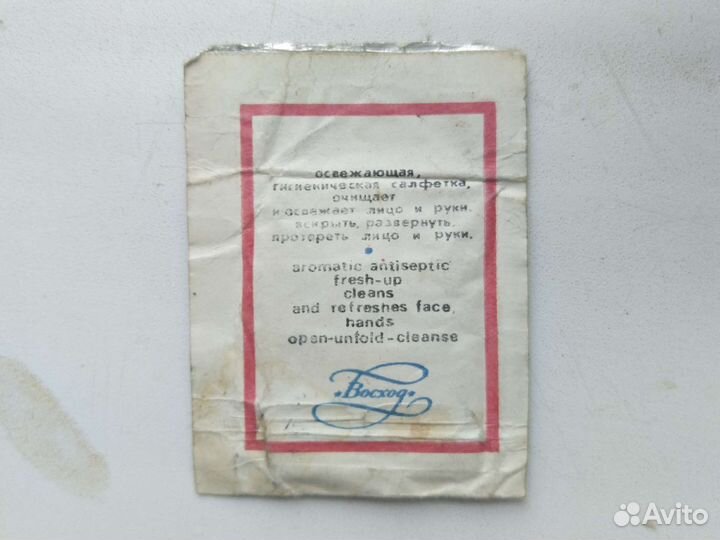 освежающая,
гигиеническая салфетка,
очищает
и освежает лицо и руки.
вскрыть, развернуть,
протереть лицо и руки.
aromatic antiseptic
fresh-up
cleans
and refreshes face,
hands
open-unfold-cleanse
Восход
Avito